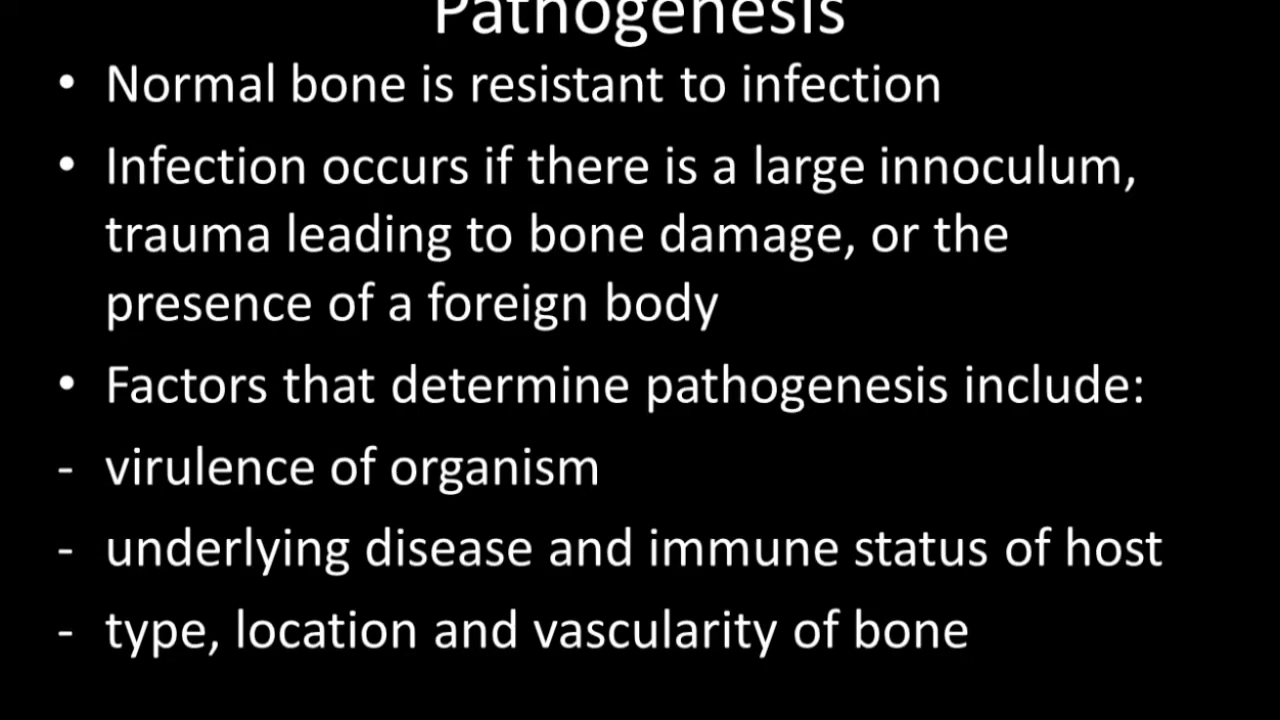 Pathogenesis
• Normal bone is resistant to infection
• Infection occurs if there is a large innoculum,
trauma leading to bone damage, or the
presence of a foreign body
• Factors that determine pathogenesis include:
- virulence of organism
- underlying disease and immune status of host
- type, location and vascularity of bone